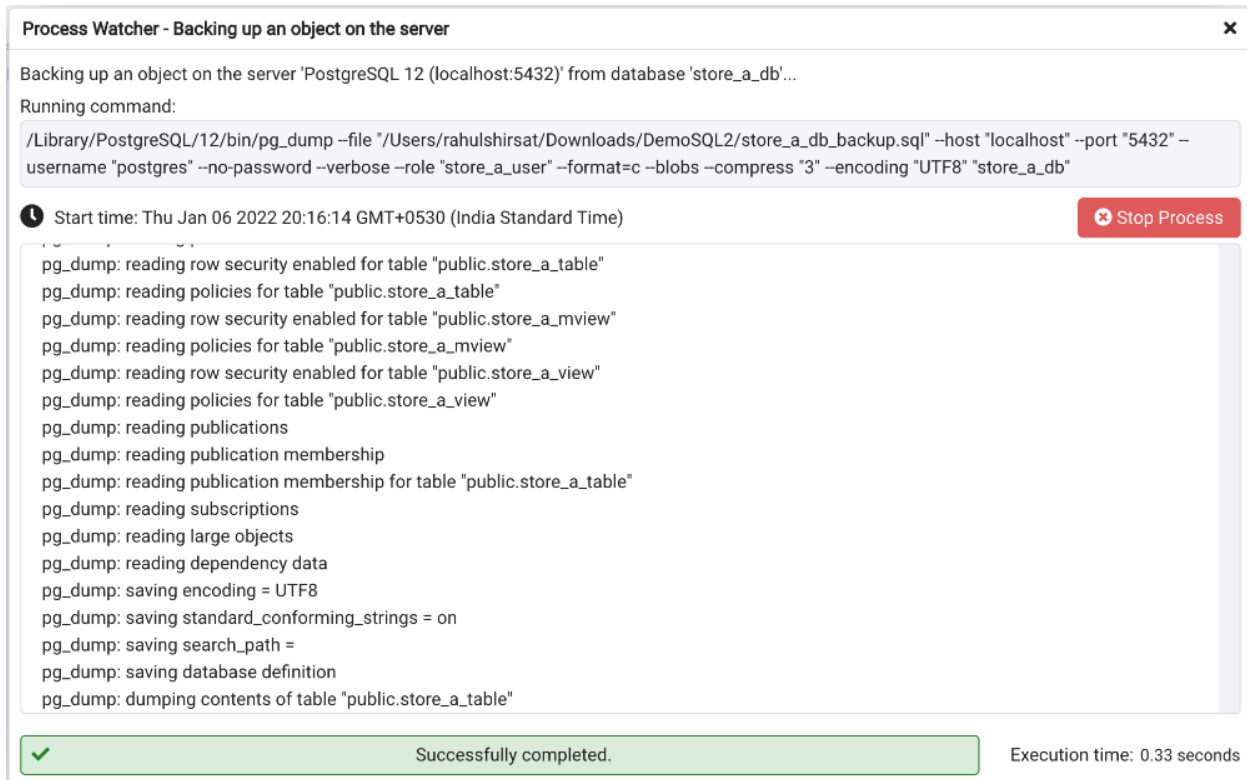 Process Watcher - Backing up an object on the server
Backing up an object on the server 'PostgreSQL 12 (localhost:5432)' from database 'store_a_db'...
Running command:
/Library/PostgreSQL/12/bin/pg_dump --file "/Users/rahulshirsat/Downloads/DemoSQL2/store_a_db_backup.sql" --host "localhost" --port "5432" --
username "postgres" --no-password --verbose --role "store_a_user" --format=c --blobs --compress "3" --encoding "UTF8" "store_a_db"
Start time: Thu Jan 06 2022 20:16:14 GMT+0530 (India Standard Time)
Stop Process
pg_dump: reading row security enabled for table "public.store_a_table"
pg_dump: reading policies for table "public.store_a_table"
pg_dump: reading row security enabled for table "public.store_a_mview"
pg_dump: reading policies for table "public.store_a_mview"
pg_dump: reading row security enabled for table "public.store_a_view"
pg_dump: reading policies for table "public.store_a_view"
pg_dump: reading publications
pg_dump: reading publication membership
pg_dump: reading publication membership for table "public.store_a_table"
pg_dump: reading subscriptions
pg_dump: reading large objects
pg_dump: reading dependency data
pg_dump: saving encoding = UTF8
pg_dump: saving standard_conforming_strings = on
pg_dump: saving search_path =
pg_dump: saving database definition
pg_dump: dumping contents of table "public.store_a_table"
Successfully completed.
Execution time: 0.33 seconds